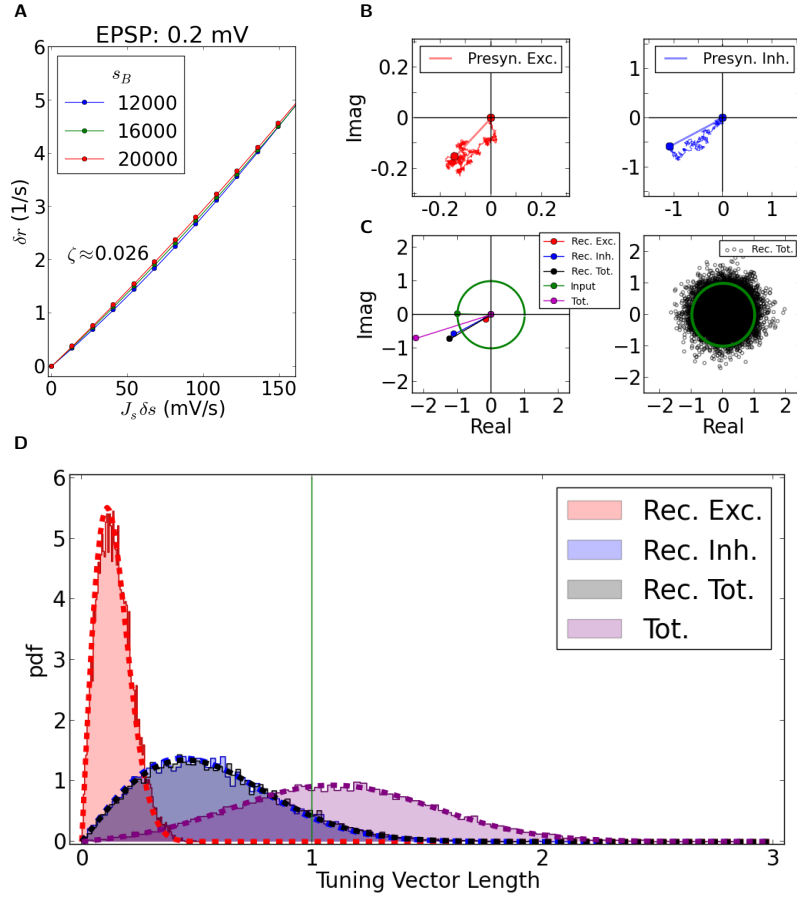 A
EPSP: 0.2 mV
6
5
4
3
2
1
0
δr (1/s)
s_B
12000
16000
20000
ζ≈0.026
0
50
100
150
J_s δs (mV/s)
B
Presyn. Exc.
0.2
0
-0.2
Imag
-0.2
0
0.2
Presyn. Inh.
1
0
-1
-1
0
1
C
Rec. Exc.
Rec. Inh.
Rec. Tot.
Input
Tot.
2
1
0
−1
−2
Imag
−2
−1
0
1
2
Real
Rec. Tot.
2
1
0
−1
−2
−2
−1
0
1
2
Real
D
6
5
4
3
2
1
0
pdf
Rec. Exc.
Rec. Inh.
Rec. Tot.
Tot.
0
1
2
3
Tuning Vector Length